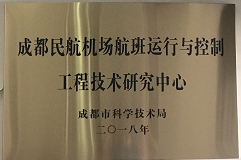 成都民航机场航班运行与控制
工程技术研究中心
成都市科学技术局
二〇一八年